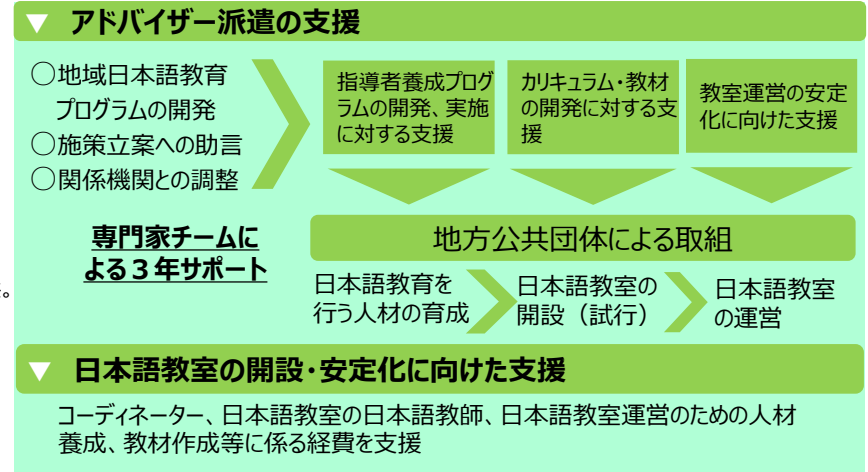 ▼ アドバイザー派遣の支援
○地域日本語教育
プログラムの開発
○施策立案への助言
○関係機関との調整
指導者養成プログ
ラムの開発、実施
に対する支援
カリキュラム・教材
の開発に対する支
援
教室運営の安定
化に向けた支援
専門家チームに
よる3年サポート
地方公共団体による取組
日本語教育を
行う人材の育成
日本語教室の
開設（試行）
日本語教室
の運営
。
▼ 日本語教室の開設・安定化に向けた支援
コーディネーター、日本語教室の日本語教師、日本語教室運営のための人材
養成、教材作成等に係る経費を支援